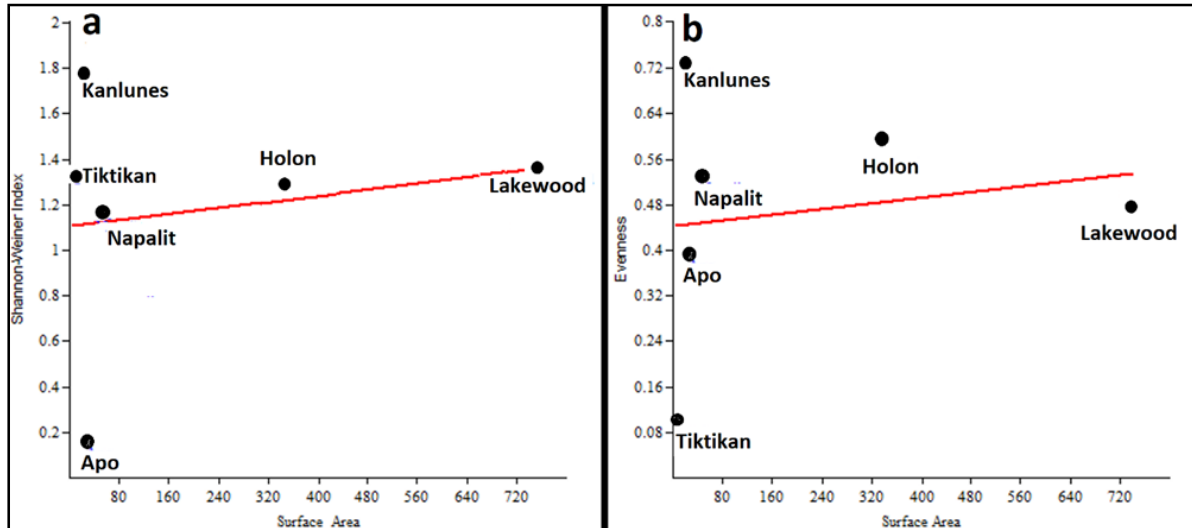 a
Shannon-Weiner Index
2
1.8
1.6
1.4
1.2
1
0.8
0.6
0.4
0.2
Kanlunes
Tiktikan
Holon
Lakewood
Napalit
Apo
80 160 240 320 400 480 560 640 720
Surface Area
b
Evenness
0.8
0.72
0.64
0.56
0.48
0.4
0.32
0.24
0.16
0.08
Kanlunes
Holon
Napalit
Lakewood
Apo
Tiktikan
80 160 240 320 400 480 560 640 720
Surface Area